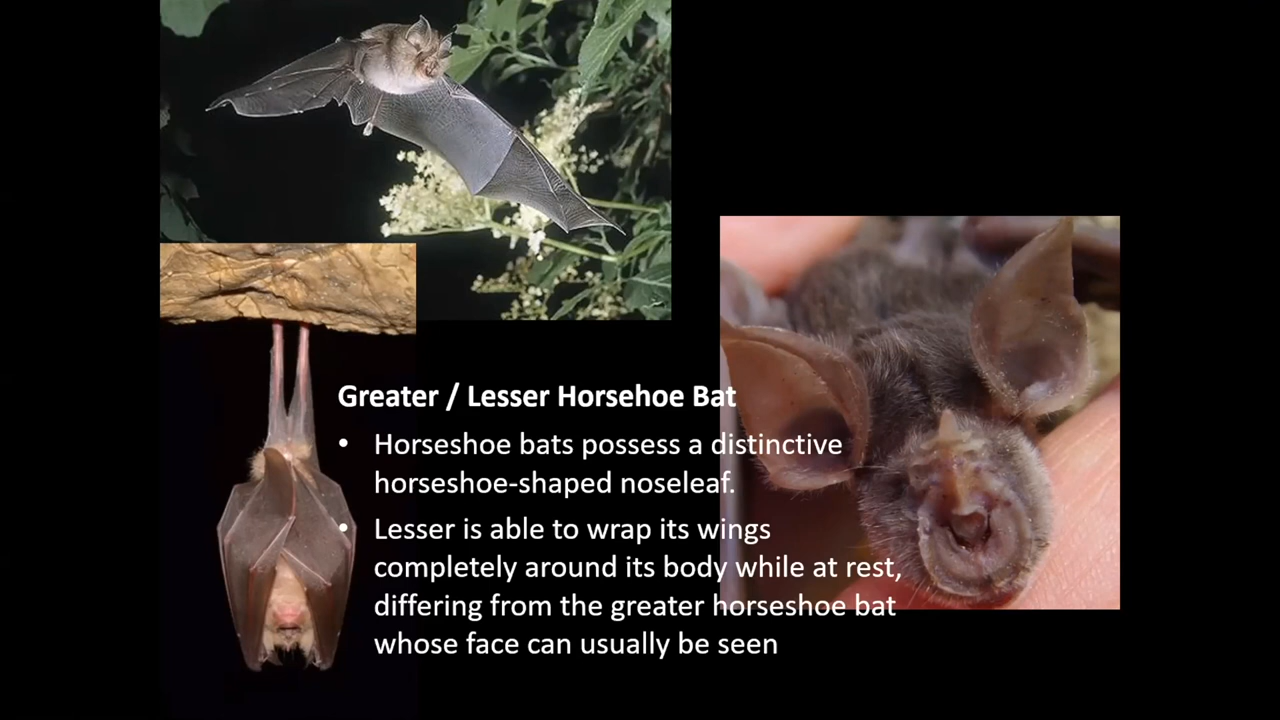 Greater / Lesser Horsehoe Bat
• Horseshoe bats possess a distinctive
horseshoe-shaped noseleaf.
• Lesser is able to wrap its wings
completely around its body while at rest,
differing from the greater horseshoe bat
whose face can usually be seen